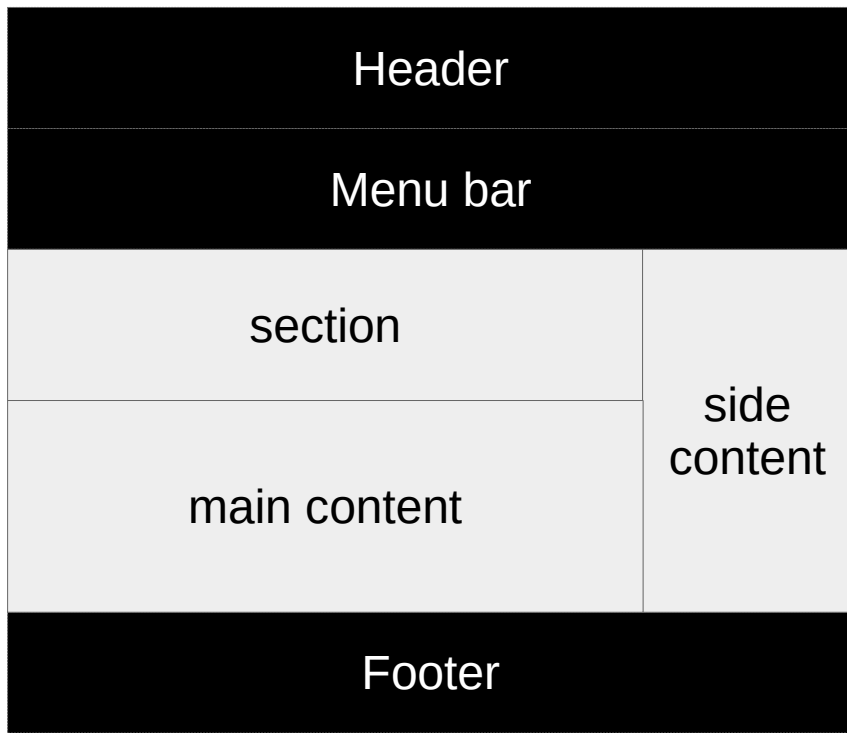 Header
Menu bar
section
side
content
main content
Footer